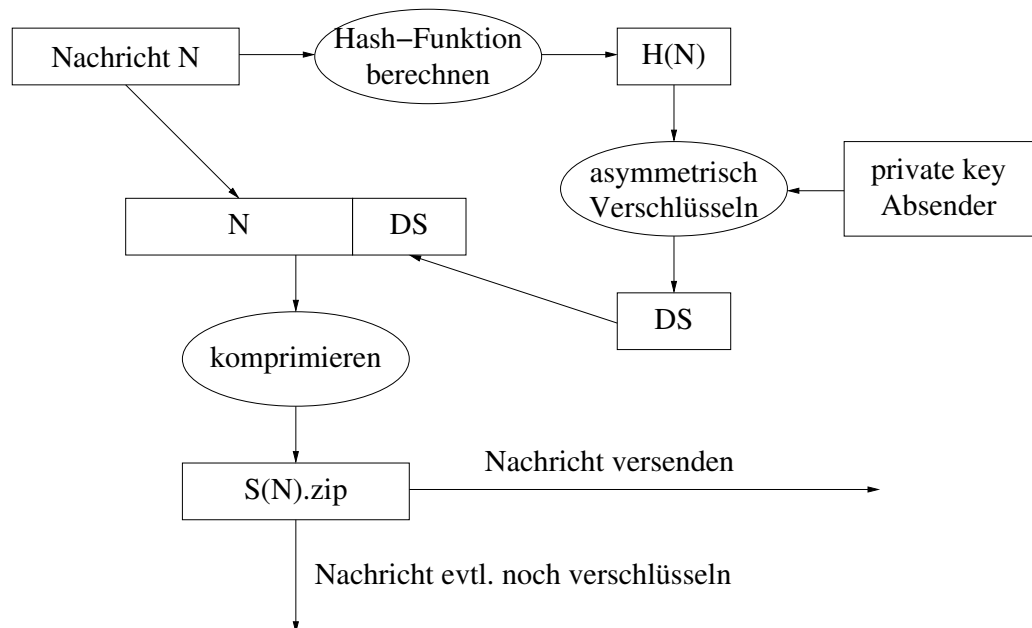 Nachricht N
Hash−Funktion
berechnen
H(N)
asymmetrisch
Verschlüsseln
private key
Absender
N
DS
DS
komprimieren
S(N).zip
Nachricht versenden
Nachricht evtl. noch verschlüsseln